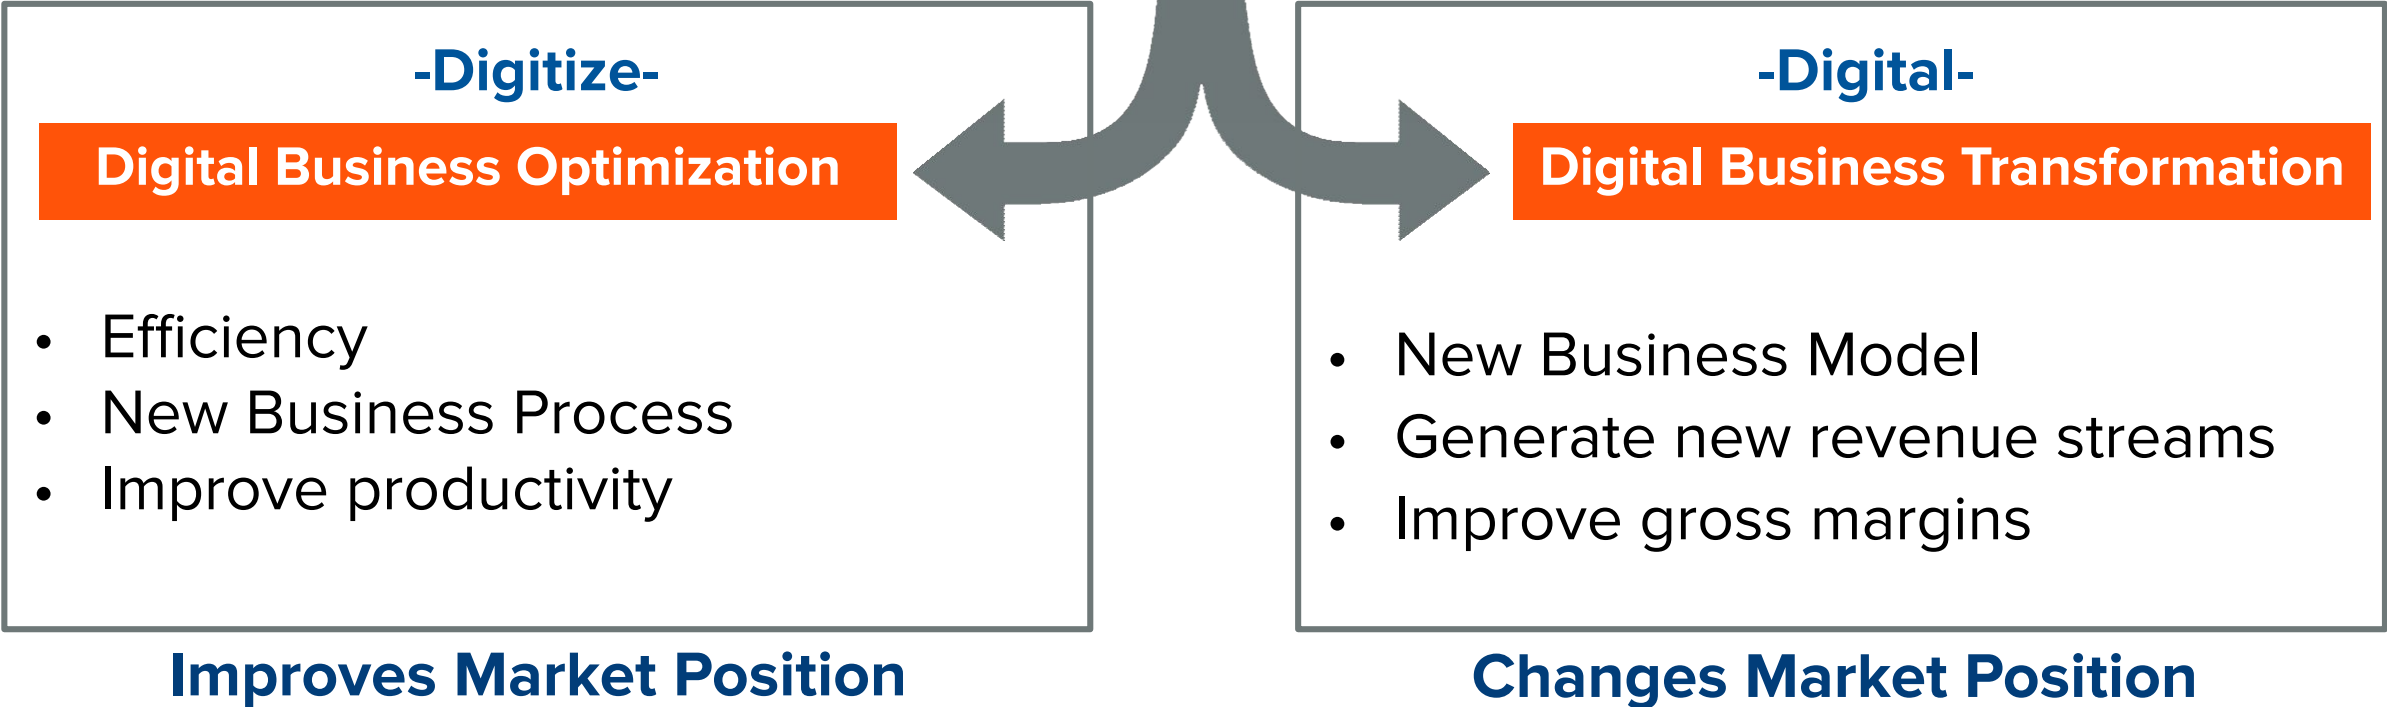 -Digitize-
Digital Business Optimization
• Efficiency
• New Business Process
• Improve productivity
Improves Market Position
-Digital-
Digital Business Transformation
• New Business Model
• Generate new revenue streams
• Improve gross margins
Changes Market Position